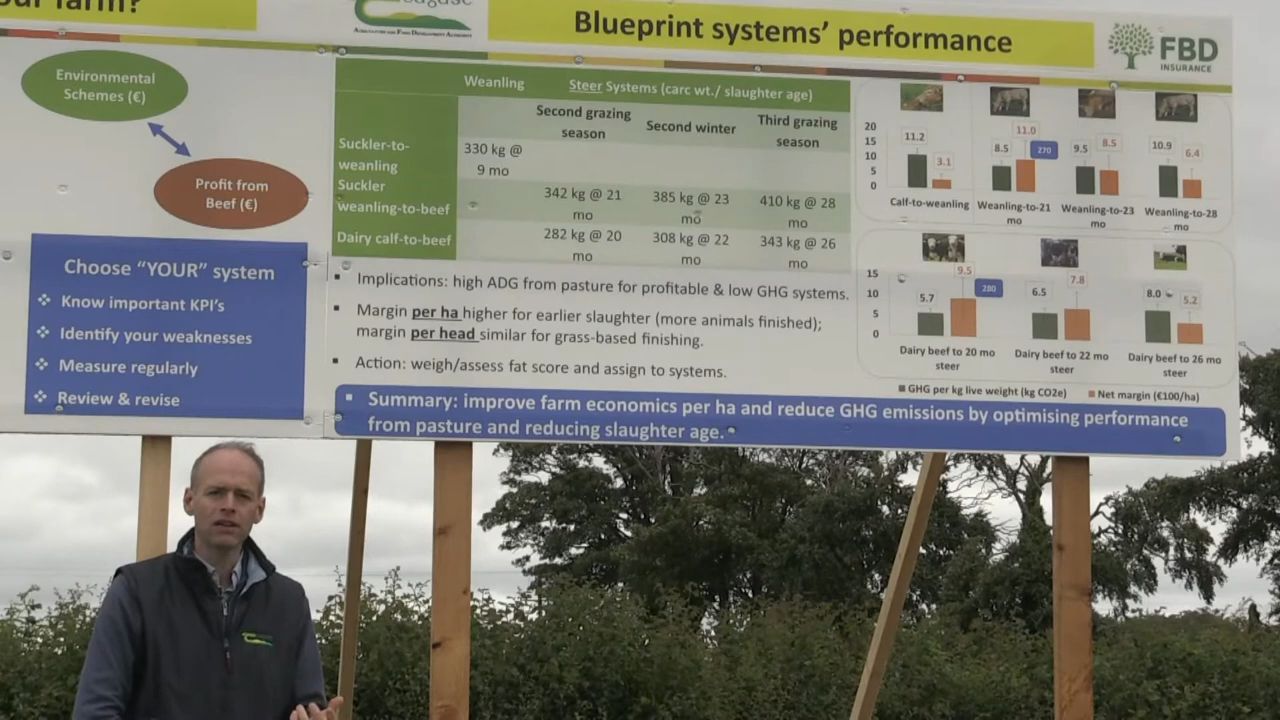 our farm?
AGRICULTURE AND FOOD DEVELOPMENT AUTHORITY
Blueprint systems' performance
FBD
INSURANCE
Environmental
Schemes (€)
Profit from
Beef (€)
Choose "YOUR" system
❖ Know important KPI's
❖ Identify your weaknesses
❖ Measure regularly
❖ Review & revise
Weanling Steer Systems (carc wt./ slaughter age)
Second grazing season Second winter Third grazing season
Suckler-to-weanling 330 kg @ 9 mo
Suckler weanling-to-beef 342 kg @ 21 mo 385 kg @ 23 mo 410 kg @ 28 mo
Dairy calf-to-beef 282 kg @ 20 mo 308 kg @ 22 mo 343 kg @ 26 mo
▪ Implications: high ADG from pasture for profitable & low GHG systems.
▪ Margin per ha higher for earlier slaughter (more animals finished);
margin per head similar for grass-based finishing.
▪ Action: weigh/assess fat score and assign to systems.
▪ Summary: improve farm economics per ha and reduce GHG emissions by optimising performance
from pasture and reducing slaughter age.
20
15
10
5
0
11.2 3.1 8.5 11.0 270 9.5 8.5 10.9 6.4
Calf-to-weanling Weanling-to-21 mo Weanling-to-23 mo Weanling-to-28 mo
15
10
5
0
5.7 9.5 280 6.5 7.8 8.0 5.2
Dairy beef to 20 mo steer Dairy beef to 22 mo steer Dairy beef to 26 mo steer
GHG per kg live weight (kg CO2e) Net margin (€100/ha)